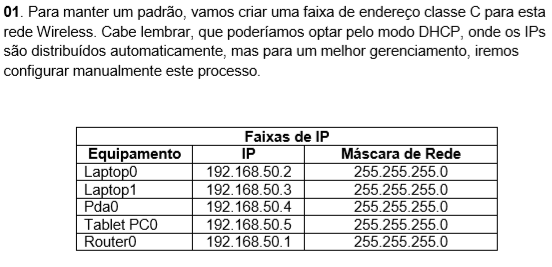 01. Para manter um padrão, vamos criar uma faixa de endereço classe C para esta
rede Wireless. Cabe lembrar, que poderíamos optar pelo modo DHCP, onde os IPs
são distribuídos automaticamente, mas para um melhor gerenciamento, iremos
configurar manualmente este processo.
Faixas de IP
Equipamento IP Máscara de Rede
Laptop0 192.168.50.2 255.255.255.0
Laptop1 192.168.50.3 255.255.255.0
Pda0 192.168.50.4 255.255.255.0
Tablet PC0 192.168.50.5 255.255.255.0
Router0 192.168.50.1 255.255.255.0